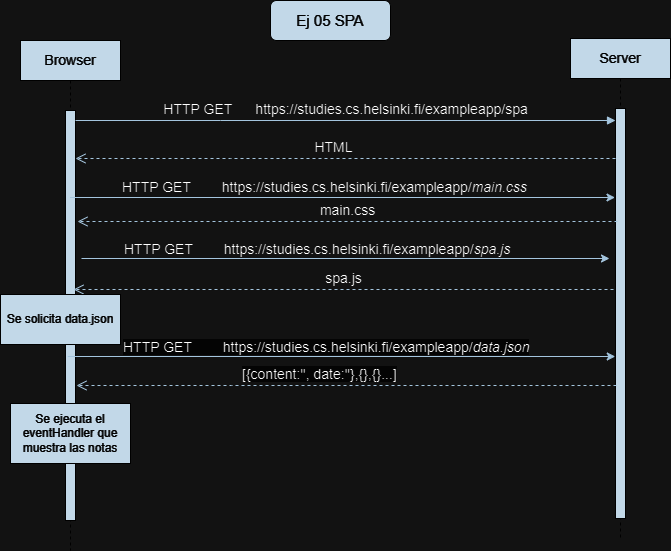 Ej 05 SPA
Browser
Server
HTTP GET https://studies.cs.helsinki.fi/exampleapp/spa
HTML
HTTP GET https://studies.cs.helsinki.fi/exampleapp/main.css
main.css
HTTP GET https://studies.cs.helsinki.fi/exampleapp/spa.js
spa.js
Se solicita data.json
HTTP GET https://studies.cs.helsinki.fi/exampleapp/data.json
[{content:", date:"},{},{}...]
Se ejecuta el
eventHandler que
muestra las notas